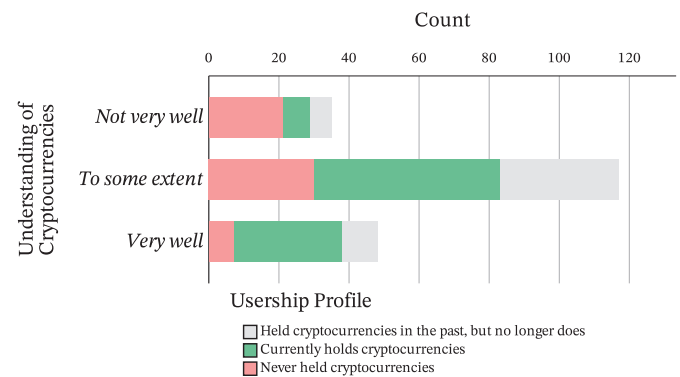 Count
0 20 40 60 80 100 120
Understanding of
Cryptocurrencies
Not very well
To some extent
Very well
Usership Profile
Held cryptocurrencies in the past, but no longer does
Currently holds cryptocurrencies
Never held cryptocurrencies